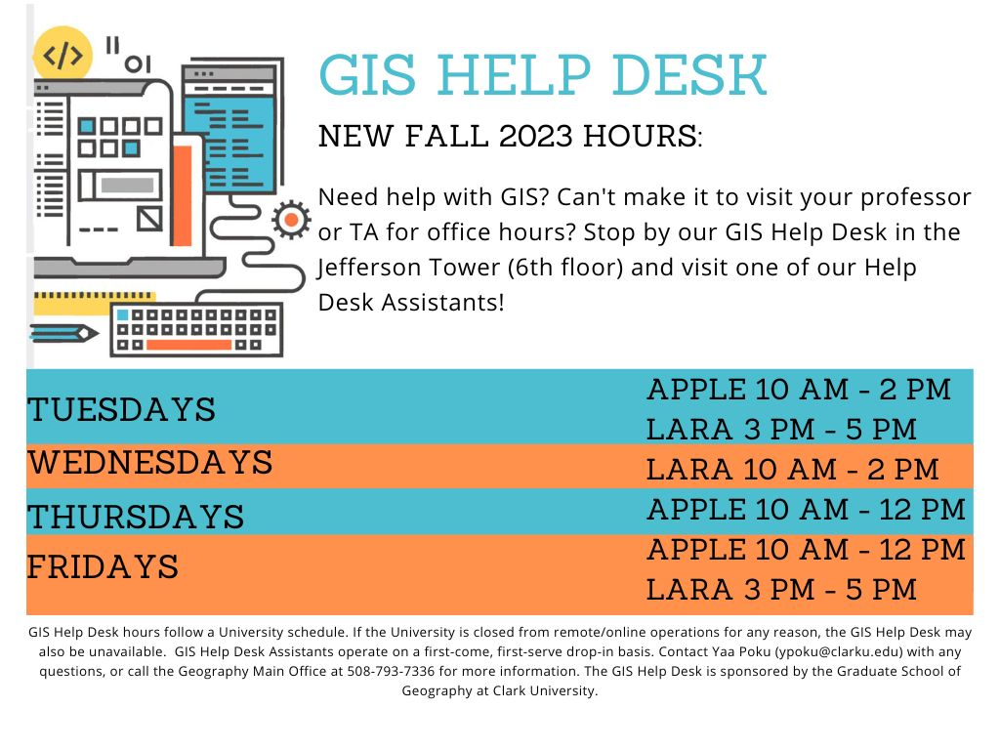 </>
GIS HELP DESK
NEW FALL 2023 HOURS:
Need help with GIS? Can't make it to visit your professor
or TA for office hours? Stop by our GIS Help Desk in the
Jefferson Tower (6th floor) and visit one of our Help
Desk Assistants!
TUESDAYS
APPLE 10 AM - 2 PM
LARA 3 PM - 5 PM
WEDNESDAYS
LARA 10 AM - 2 PM
THURSDAYS
APPLE 10 AM - 12 PM
FRIDAYS
APPLE 10 AM - 12 PM
LARA 3 PM - 5 PM
GIS Help Desk hours follow a University schedule. If the University is closed from remote/online operations for any reason, the GIS Help Desk may
also be unavailable.  GIS Help Desk Assistants operate on a first-come, first-serve drop-in basis. Contact Yaa Poku (ypoku@clarku.edu) with any
questions, or call the Geography Main Office at 508-793-7336 for more information. The GIS Help Desk is sponsored by the Graduate School of
Geography at Clark University.